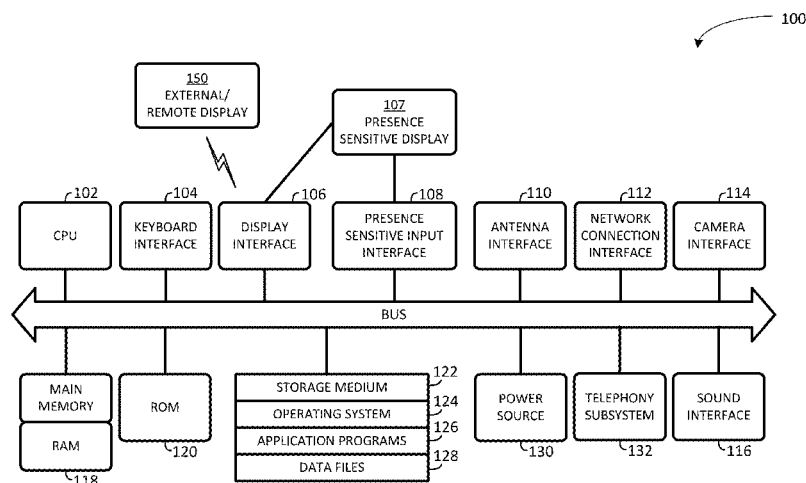 100
150
EXTERNAL/
REMOTE DISPLAY
107
PRESENCE
SENSITIVE DISPLAY
102
CPU
104
KEYBOARD
INTERFACE
106
DISPLAY
INTERFACE
108
PRESENCE
SENSITIVE INPUT
INTERFACE
110
ANTENNA
INTERFACE
112
NETWORK
CONNECTION
INTERFACE
114
CAMERA
INTERFACE
BUS
MAIN
MEMORY
RAM
118
ROM
120
STORAGE MEDIUM
122
OPERATING SYSTEM
124
APPLICATION PROGRAMS
126
DATA FILES
128
POWER
SOURCE
130
TELEPHONY
SUBSYSTEM
132
SOUND
INTERFACE
116